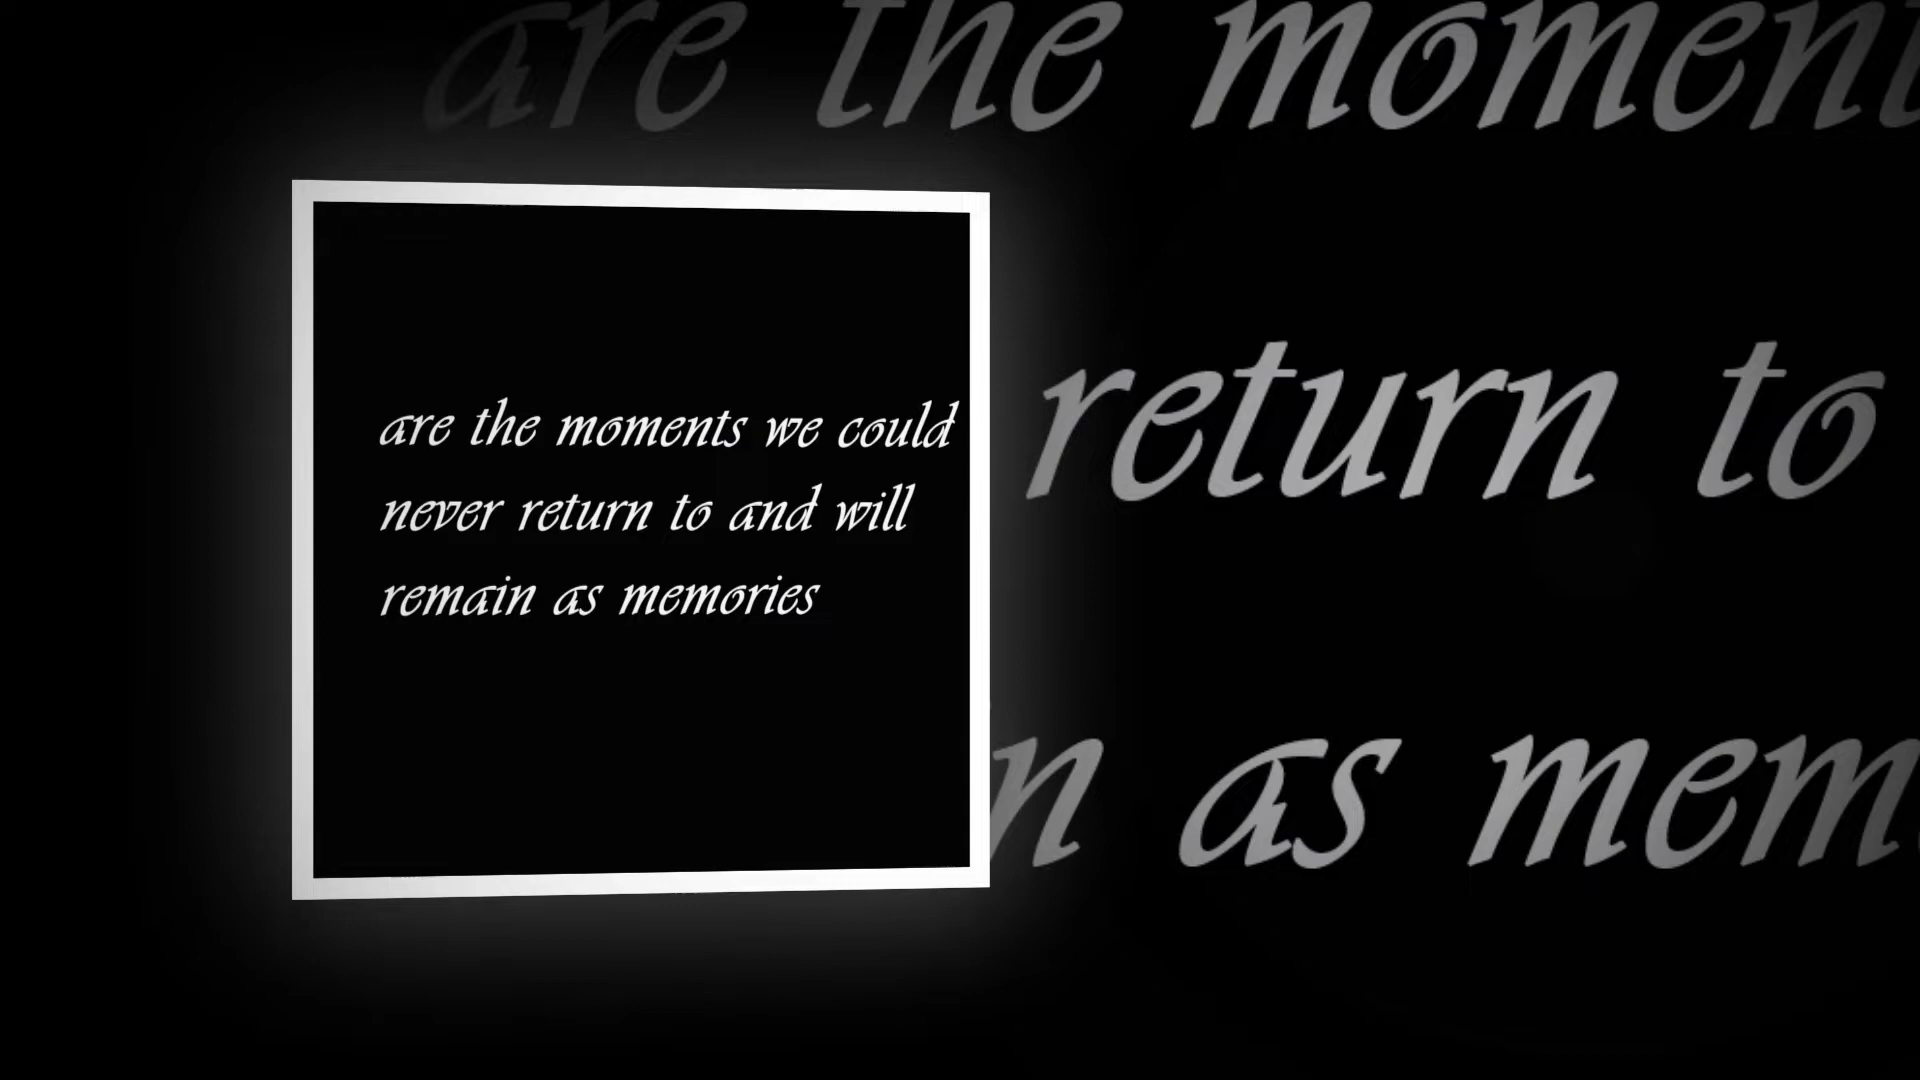 are the moments we could
never return to and will
remain as memories
are the moment
return to
n as mem